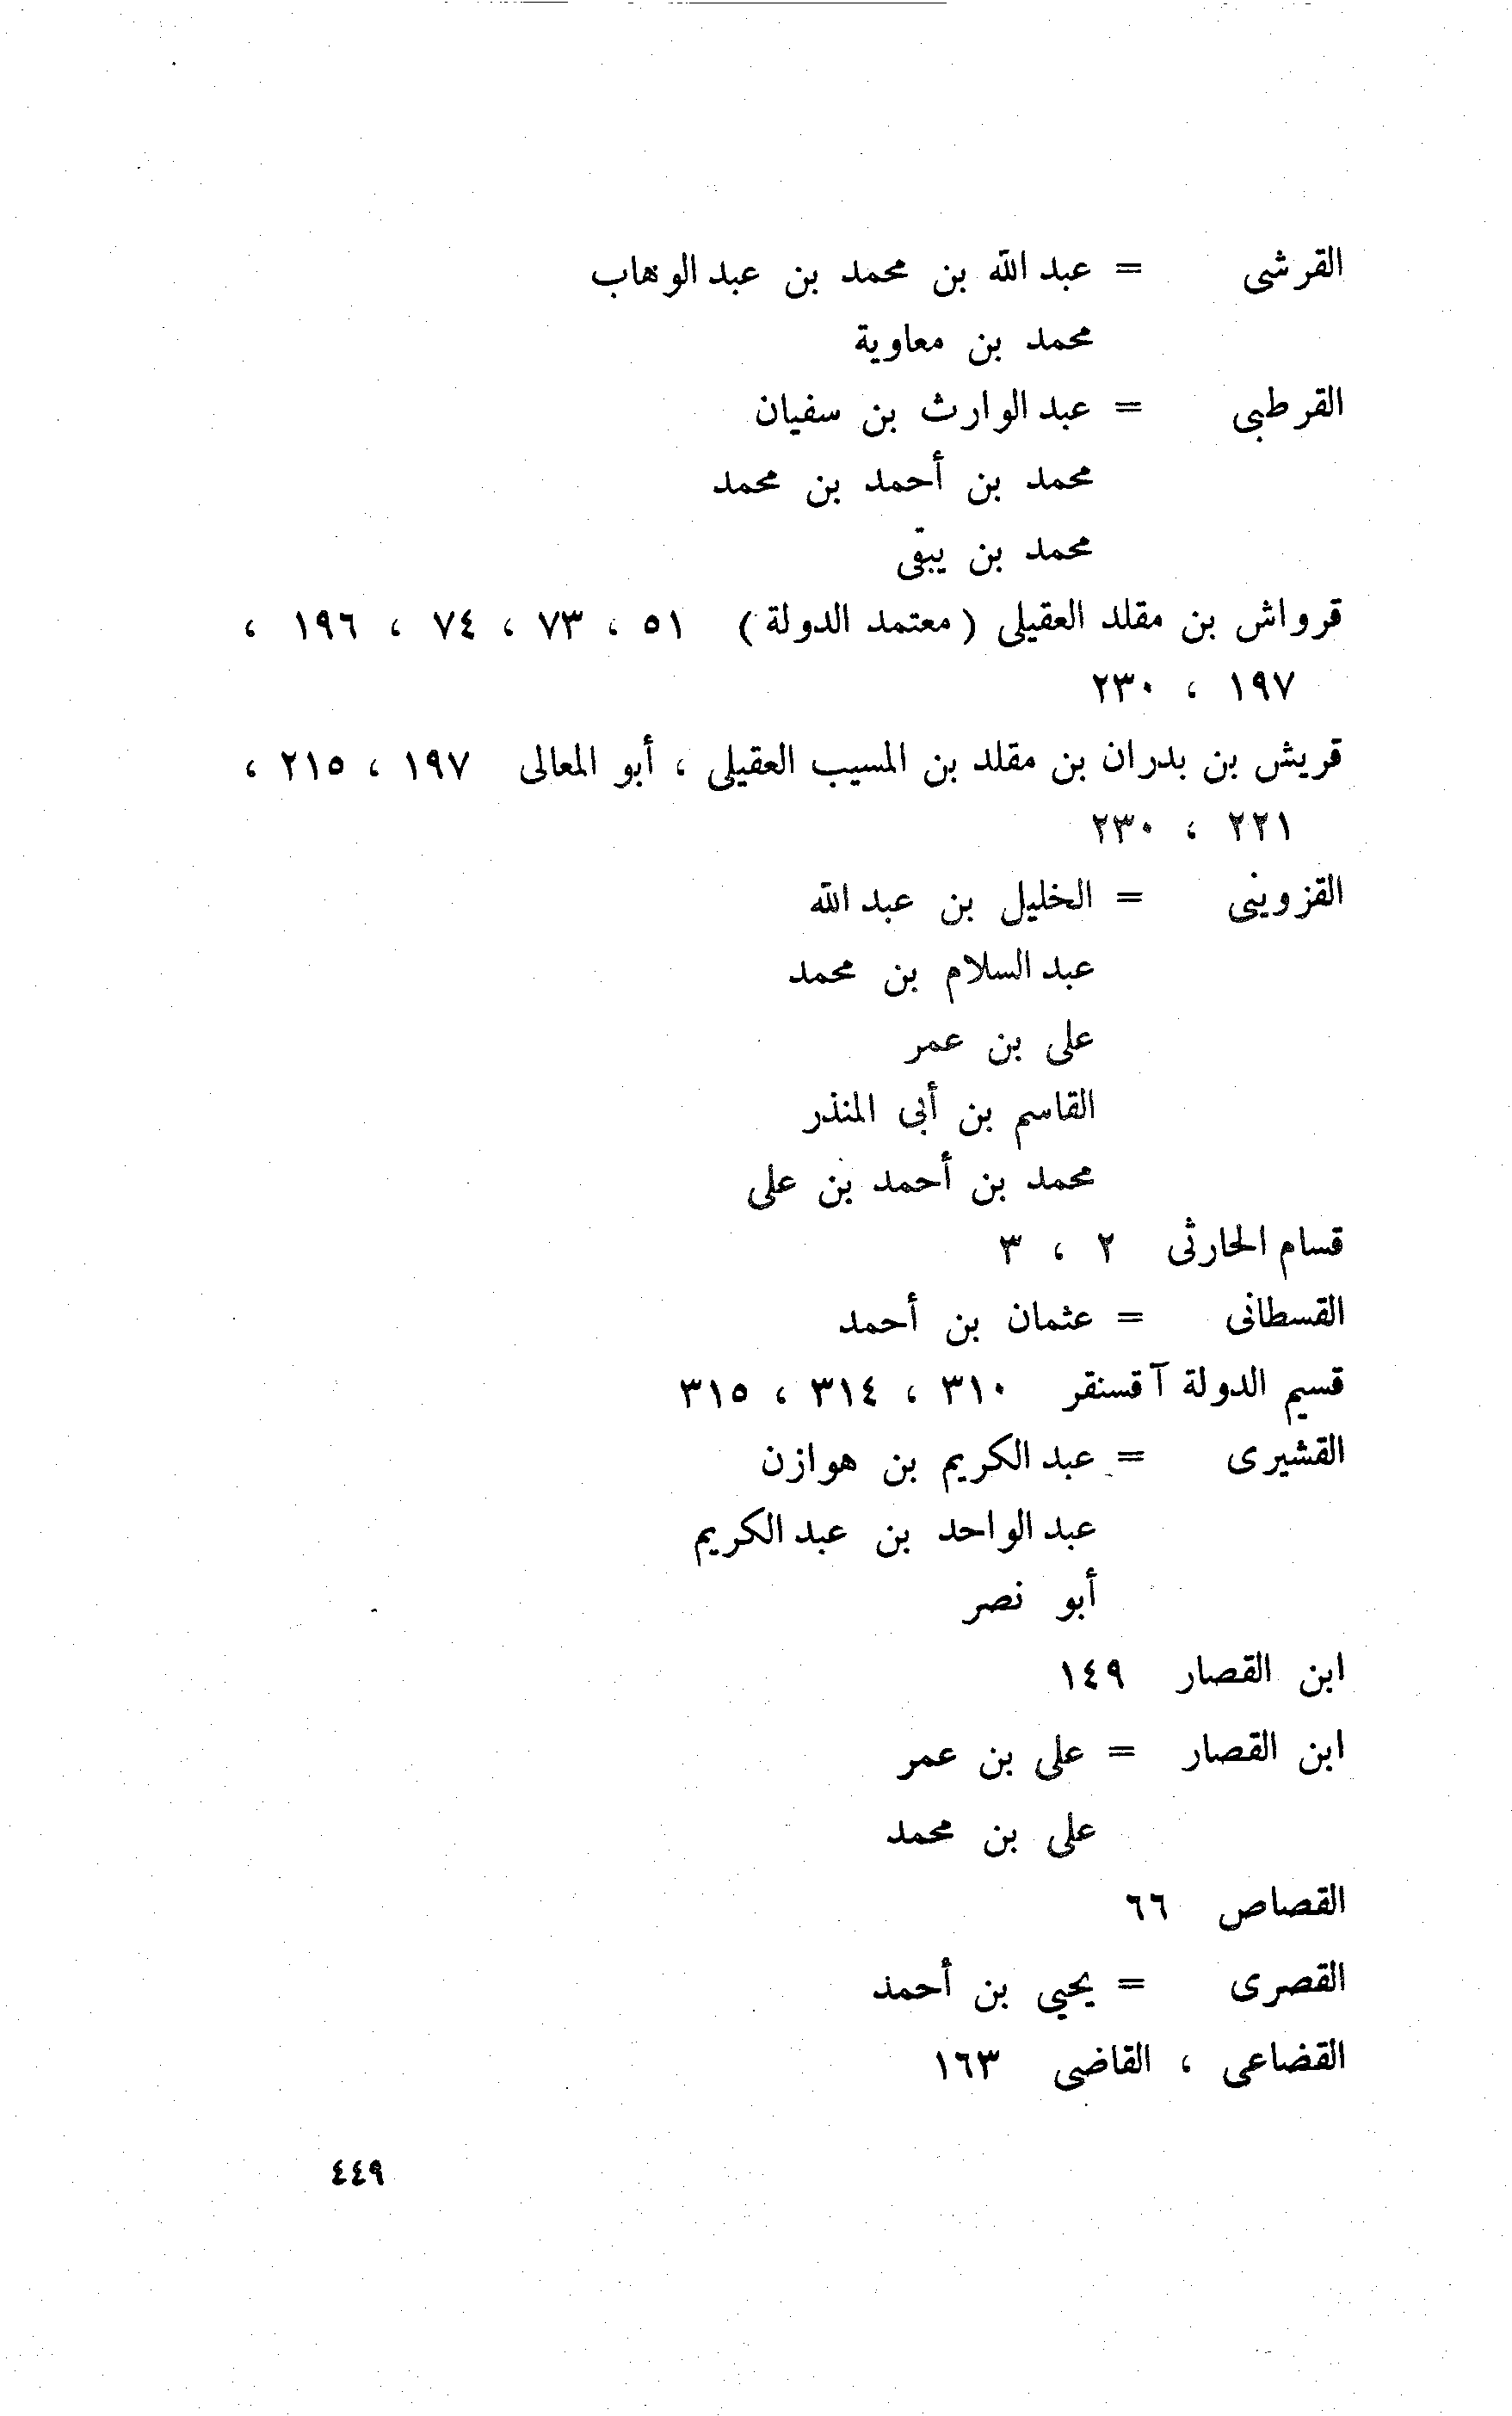 القرشى = عبد الله بن محمد بن عبد الوهاب
محمد بن معاوية
القرطبى = عبد الوارث بن سفيان
محمد بن أحمد بن محمد
محمد بن يبقى
قرواش بن مقلد العقيلى ( معتمد الدولة ) ٥١ ، ٧٣ ، ٧٤ ، ١٩٦ ،
١٩٧ ، ٢٣٠
قريش بن بدران بن مقلد بن المسيب العقيلى ، أبو المعالى ١٩٧ ، ٢١٥ ،
٢٢١ ، ٢٣٠
القزوينى = الخليل بن عبد الله
عبد السلام بن محمد
على بن عمر
القاسم بن أبى المنذر
محمد بن أحمد بن على
قسام الحارثى ٢ ، ٣
القسطانى = عثمان بن أحمد
قسيم الدولة آقسنقر ٣١٠ ، ٣١٤ ، ٣١٥
القشيرى = عبد الكريم بن هوازن
عبد الواحد بن عبد الكريم
أبو نصر
ابن القصار ١٤٩
ابن القصار = على بن عمر
على بن محمد
القصاص ٦٦
القصرى = يحيى بن أحمذ
القضاعى ، القاضى ١٦٣
٤٤٩